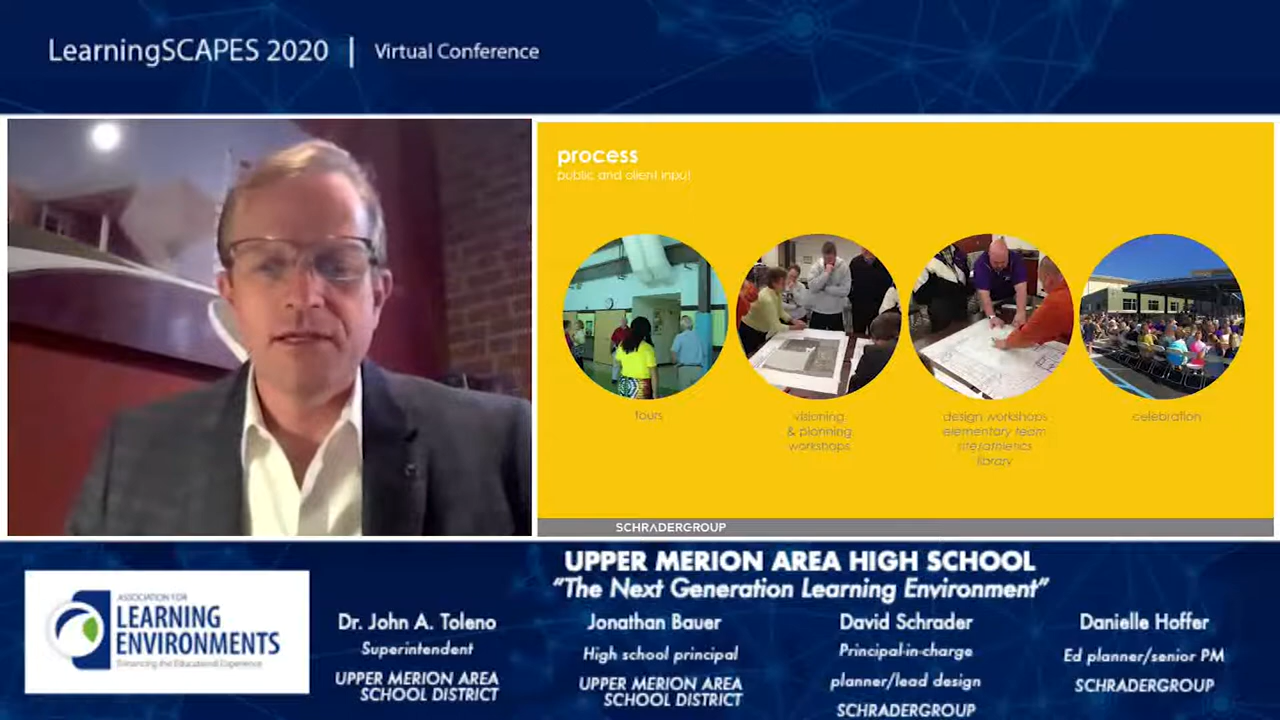 LearningSCAPES 2020 | Virtual Conference
process
public and client input
tours
visioning
& planning
workshops
design workshops
elementary team
site/athletics
library
celebration
SCHRADERGROUP
UPPER MERION AREA HIGH SCHOOL
“The Next Generation Learning Environment”
ASSOCIATION FOR
LEARNING
ENVIRONMENTS
Enhancing the Educational Experience
Dr. John A. Toleno
Superintendent
UPPER MERION AREA
SCHOOL DISTRICT
Jonathan Bauer
High school principal
UPPER MERION AREA
SCHOOL DISTRICT
David Schrader
Principal-in-charge
planner/lead design
SCHRADERGROUP
Danielle Hoffer
Ed planner/senior PM
SCHRADERGROUP